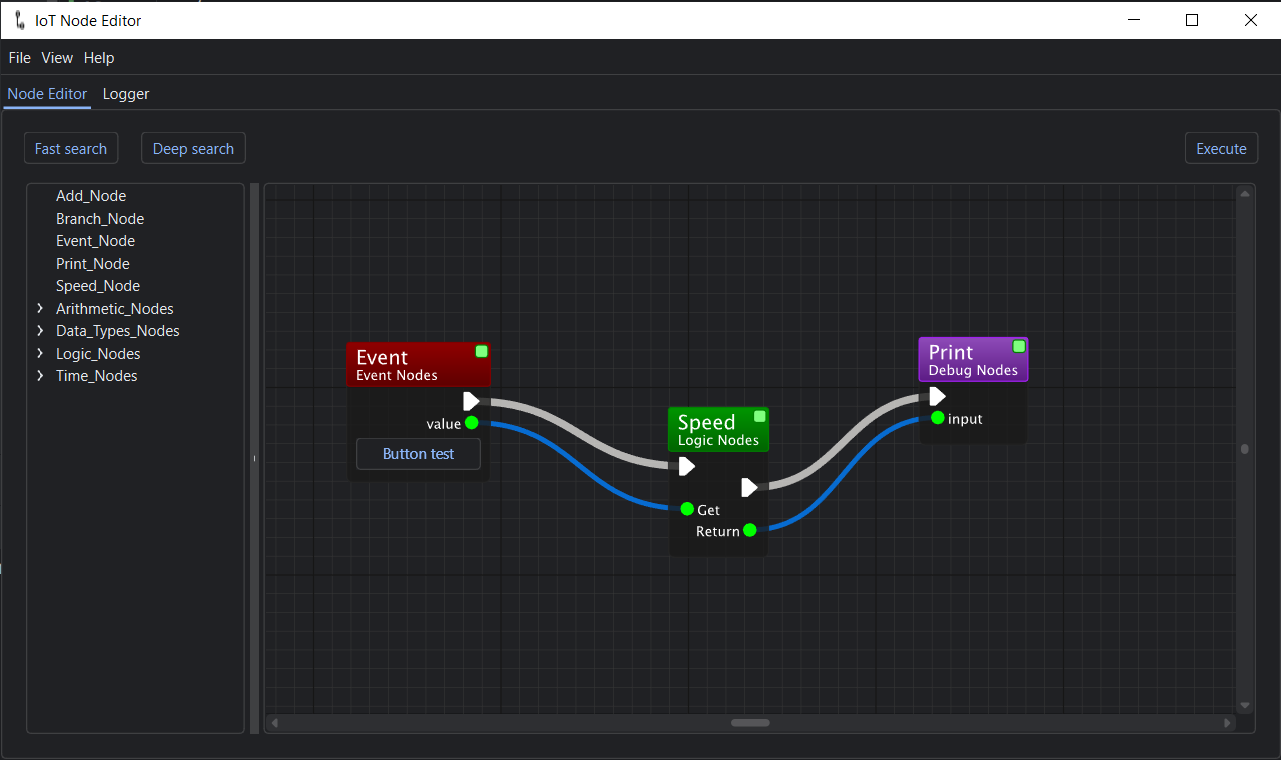 IoT Node Editor
File View Help
Node Editor Logger
Fast search Deep search Execute
Add_Node
Branch_Node
Event_Node
Print_Node
Speed_Node
Arithmetic_Nodes
Data_Types_Nodes
Logic_Nodes
Time_Nodes
Event
Event Nodes
value
Button test
Speed
Logic Nodes
Get
Return
Print
Debug Nodes
input